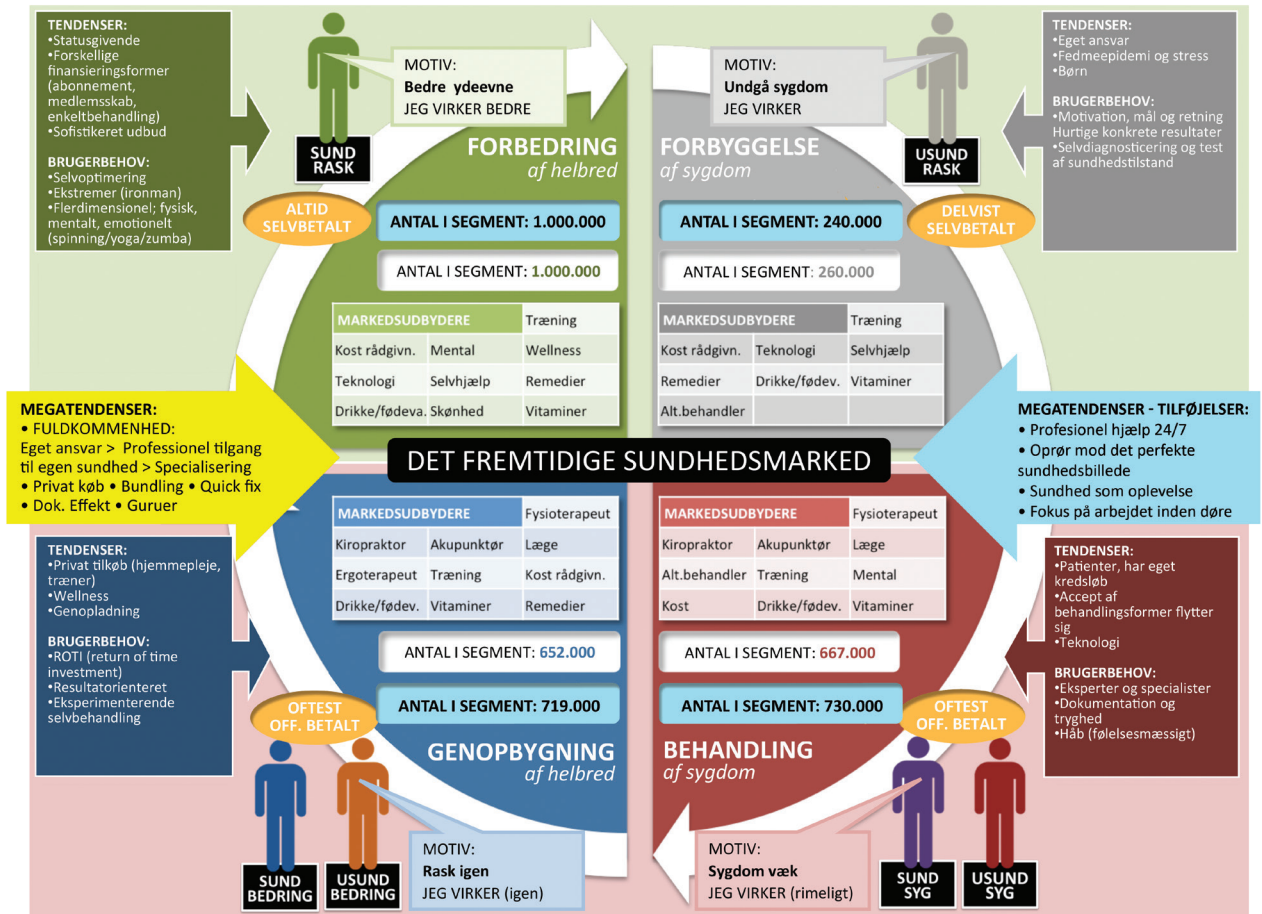 TENDENSER:
•Statusgivende
•Forskellige
finansieringsformer
(abonnement,
medlemsskab,
enkeltbehandling)
•Sofistikeret udbud
BRUGERBEHOV:
•Selvoptimering
•Ekstremer (ironman)
•Flerdimensionel; fysisk,
mentalt, emotionelt
(spinning/yoga/zumba)
SUND
RASK
ALTID
SELVBETALT
MOTIV:
Bedre ydeevne
JEG VIRKER BEDRE
FORBEDRING
af helbred
ANTAL I SEGMENT: 1.000.000
ANTAL I SEGMENT: 1.000.000
MARKEDSUDBYDERE Træning
Kost rådgivn. Mental Wellness
Teknologi Selvhjælp Remedier
Drikke/fødeva. Skønhed Vitaminer
MOTIV:
Undgå sygdom
JEG VIRKER
FORBYGGELSE
af sygdom
ANTAL I SEGMENT: 240.000
ANTAL I SEGMENT: 260.000
MARKEDSUDBYDERE Træning
Kost rådgivn. Teknologi Selvhjælp
Remedier Drikke/fødev. Vitaminer
Alt.behandler
USUND
RASK
DELVIST
SELVBETALT
TENDENSER:
•Eget ansvar
•Fedmeepidemi og stress
•Børn
BRUGERBEHOV:
•Motivation, mål og retning
Hurtige konkrete resultater
•Selvdiagnosticering og test
af sundhedstilstand
MEGATENDENSER:
• FULDKOMMENHED:
Eget ansvar > Professionel tilgang
til egen sundhed > Specialisering
• Privat køb • Bundling • Quick fix
• Dok. Effekt • Guruer
DET FREMTIDIGE SUNDHEDSMARKED
MEGATENDENSER - TILFØJELSER:
• Profesionel hjælp 24/7
• Oprør mod det perfekte
sundhedsbillede
• Sundhed som oplevelse
• Fokus på arbejdet inden døre
TENDENSER:
•Privat tilkøb (hjemmepleje,
træner)
•Wellness
•Genopladning
BRUGERBEHOV:
•ROTI (return of time
investment)
•Resultatorienteret
•Eksperimenterende
selvbehandling
MARKEDSUDBYDERE Fysioterapeut
Kiropraktor Akupunktør Læge
Ergoterapeut Træning Kost rådgivn.
Drikke/fødev. Vitaminer Remedier
ANTAL I SEGMENT: 652.000
ANTAL I SEGMENT: 719.000
OFTEST
OFF. BETALT
GENOPBYGNING
af helbred
SUND
BEDRING
USUND
BEDRING
MOTIV:
Rask igen
JEG VIRKER (igen)
MARKEDSUDBYDERE Fysioterapeut
Kiropraktor Akupunktør Læge
Alt.behandler Træning Mental
Kost Drikke/fødev. Vitaminer
ANTAL I SEGMENT: 667.000
ANTAL I SEGMENT: 730.000
BEHANDLING
af sygdom
OFTEST
OFF. BETALT
MOTIV:
Sygdom væk
JEG VIRKER (rimeligt)
SUND
SYG
USUND
SYG
TENDENSER:
•Patienter, har eget
kredsløb
•Accept af
behandlingsformer flytter
sig
•Teknologi
BRUGERBEHOV:
•Eksperter og specialister
•Dokumentation og
tryghed
•Håb (følelsesmæssigt)